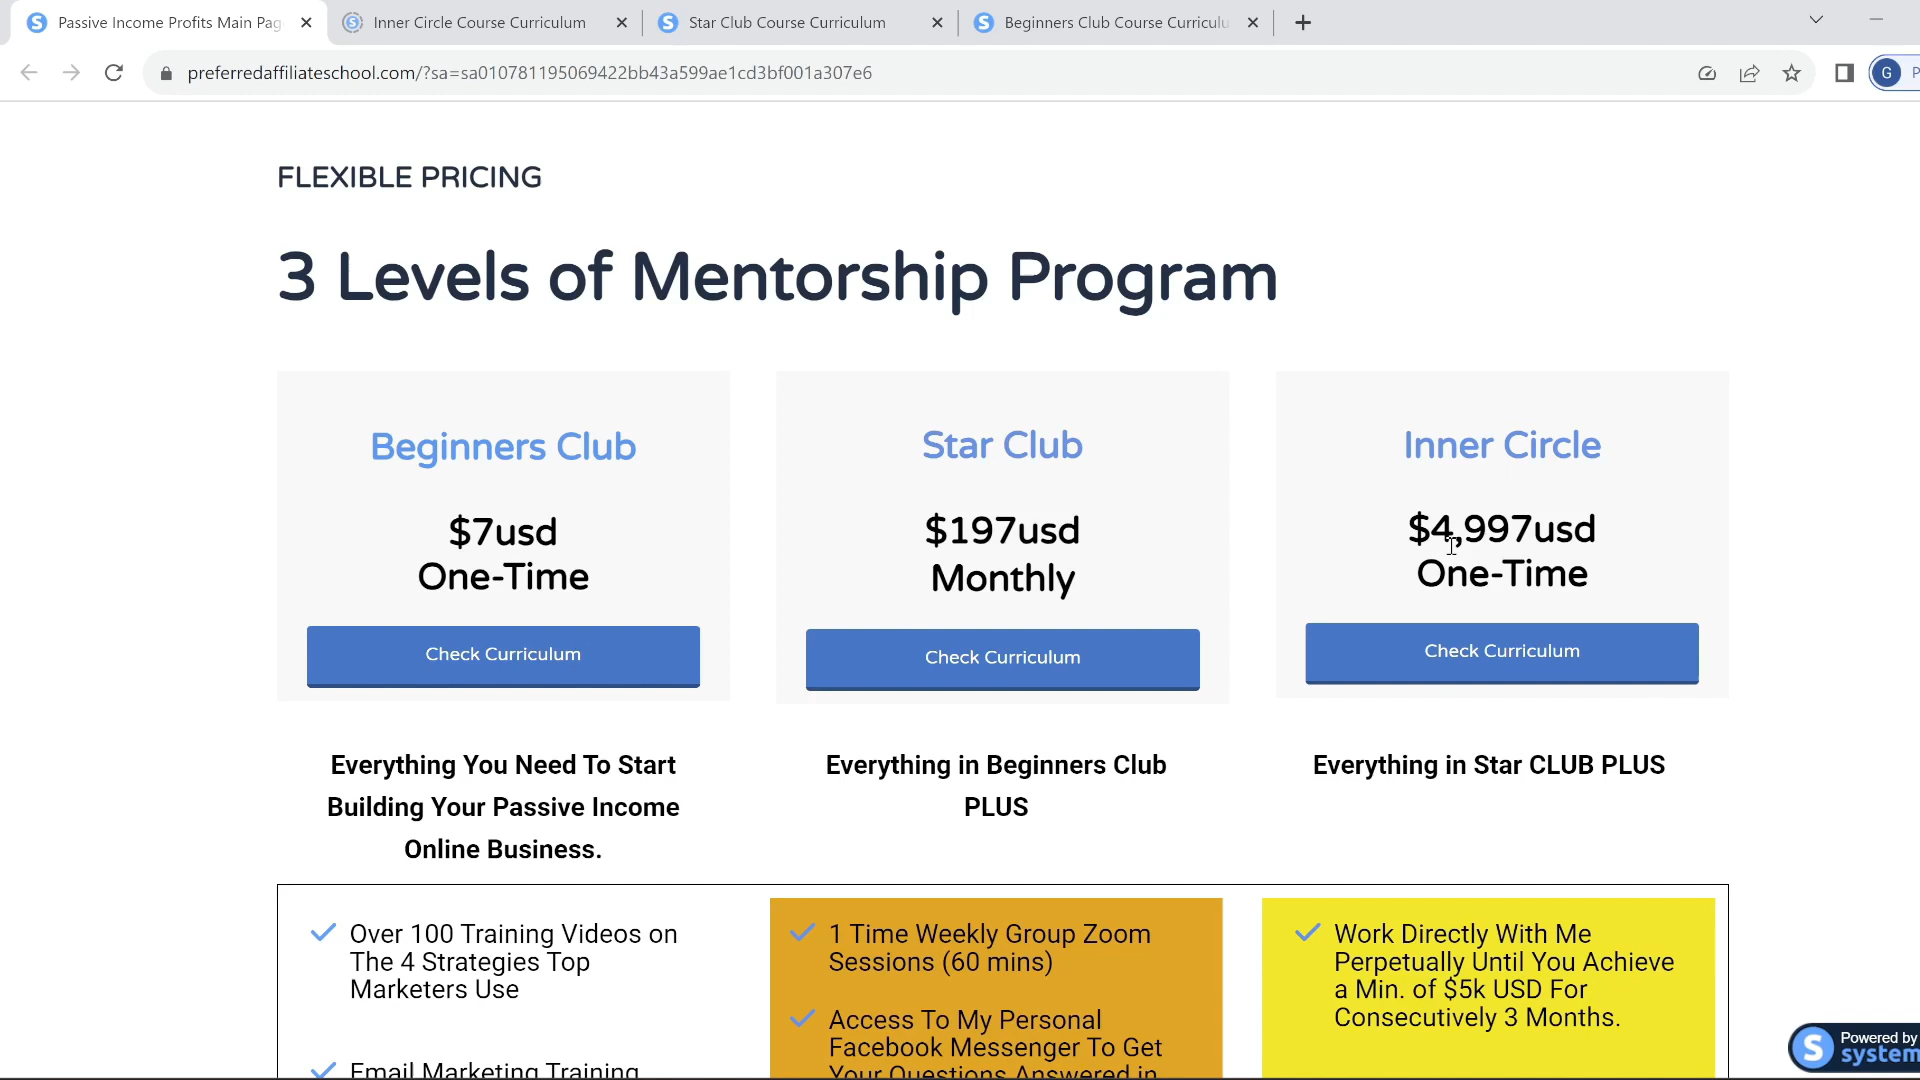 Passive Income Profits Main Pag
Inner Circle Course Curriculum
Star Club Course Curriculum
Beginners Club Course Curriculu
preferredaffiliateschool.com/?sa=sa010781195069422bb43a599ae1cd3bf001a307e6
G
P
FLEXIBLE PRICING
3 Levels of Mentorship Program
Beginners Club
$7usd
One-Time
Check Curriculum
Everything You Need To Start
Building Your Passive Income
Online Business.
Star Club
$197usd
Monthly
Check Curriculum
Everything in Beginners Club
PLUS
Inner Circle
$4,997usd
One-Time
Check Curriculum
Everything in Star CLUB PLUS
Over 100 Training Videos on
The 4 Strategies Top
Marketers Use
Email Marketing Training
1 Time Weekly Group Zoom
Sessions (60 mins)
Access To My Personal
Facebook Messenger To Get
Your Questions Answered in
Work Directly With Me
Perpetually Until You Achieve
a Min. of $5k USD For
Consecutively 3 Months.
Powered by
system